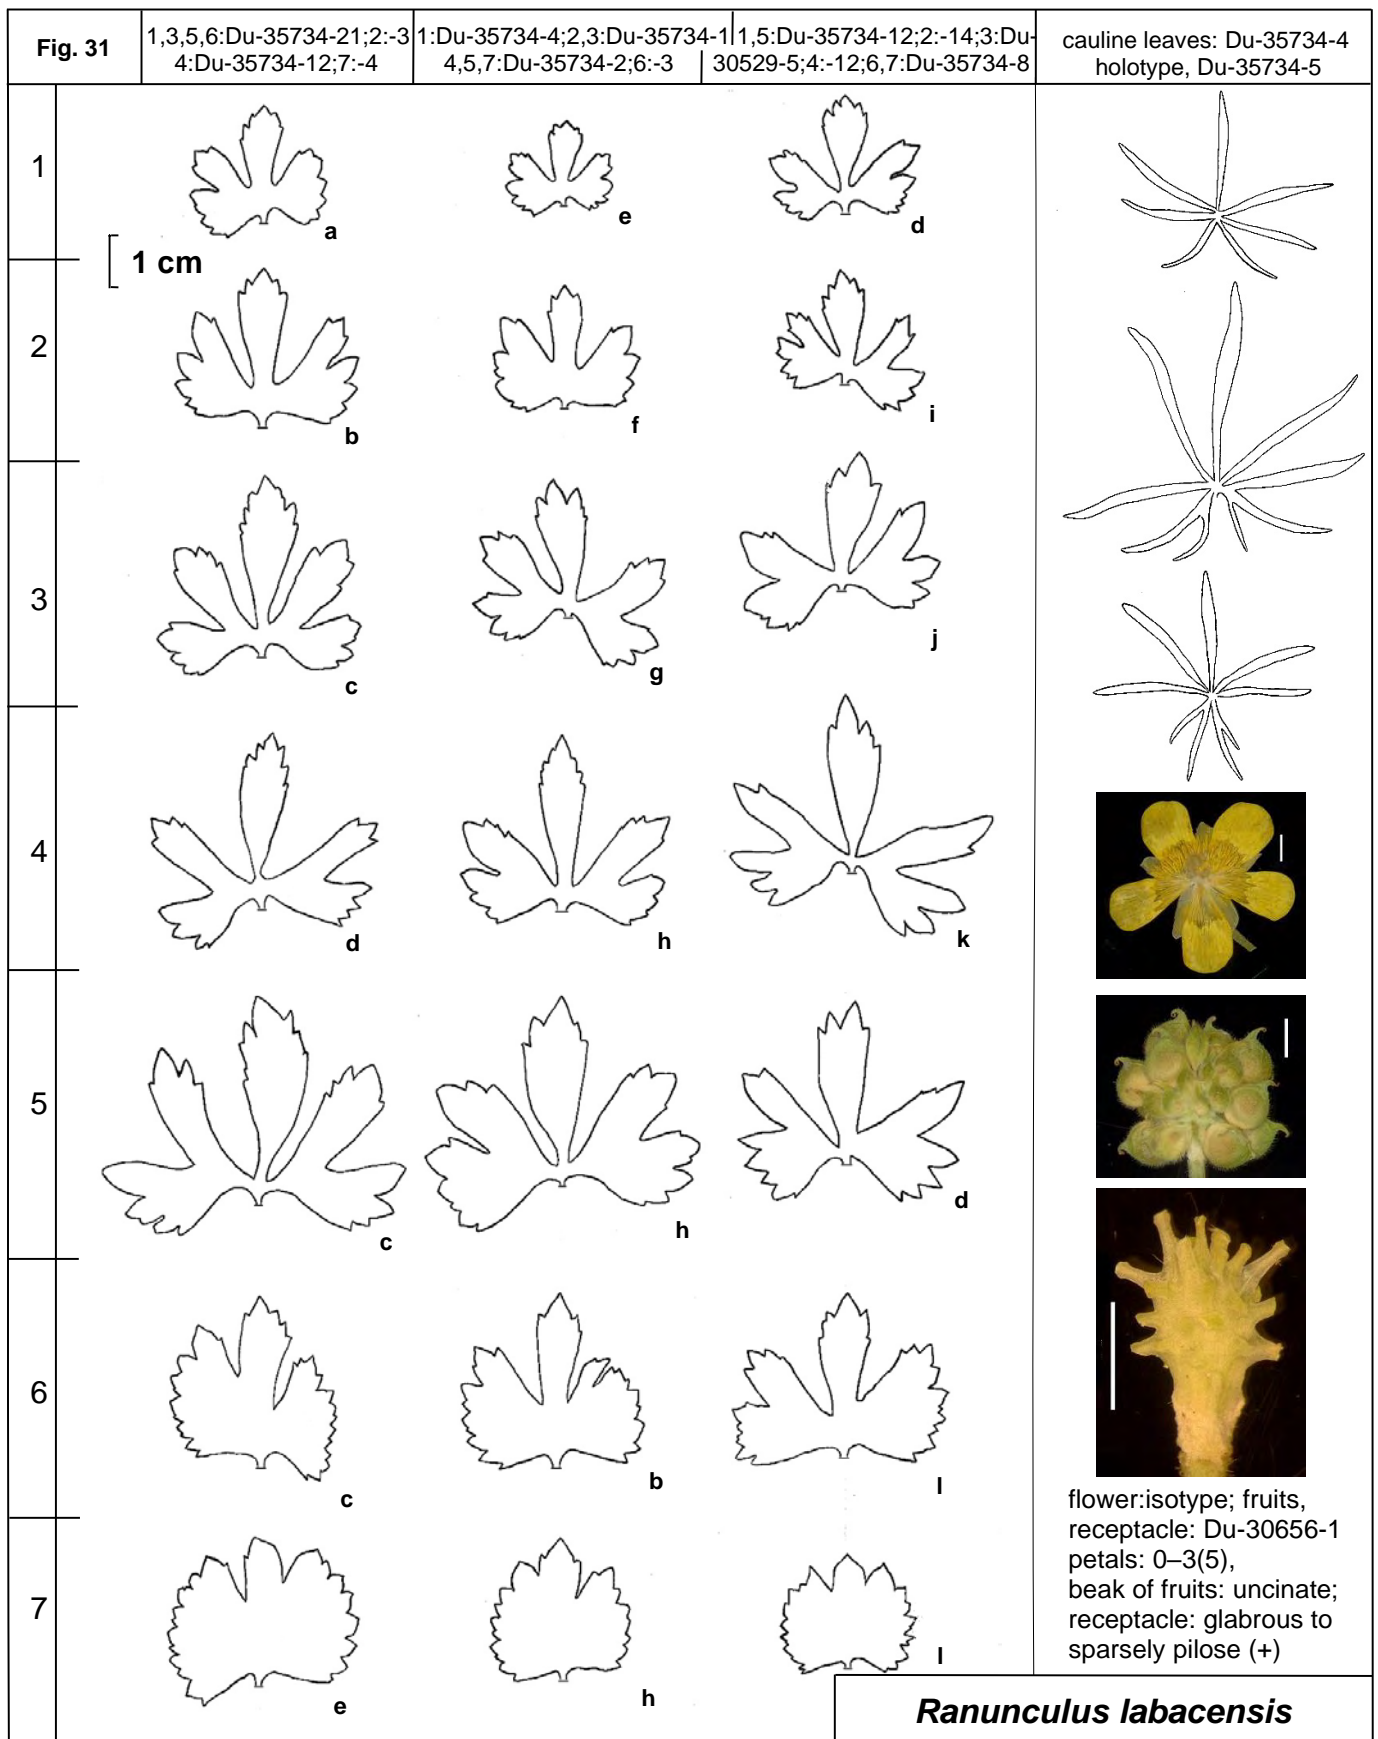 Fig. 31
1,3,5,6:Du-35734-21;2:-3
4:Du-35734-12;7:-4
1:Du-35734-4;2,3:Du-35734-1
4,5,7:Du-35734-2;6:-3
1,5:Du-35734-12;2:-14;3:Du-
30529-5;4:-12;6,7:Du-35734-8
cauline leaves: Du-35734-4
holotype, Du-35734-5
1
a
e
d
1 cm
2
b
f
i
3
c
g
j
4
d
h
k
5
c
h
d
6
c
b
l
7
e
h
l
flower:isotype; fruits,
receptacle: Du-30656-1
petals: 0–3(5),
beak of fruits: uncinate;
receptacle: glabrous to
sparsely pilose (+)
Ranunculus labacensis